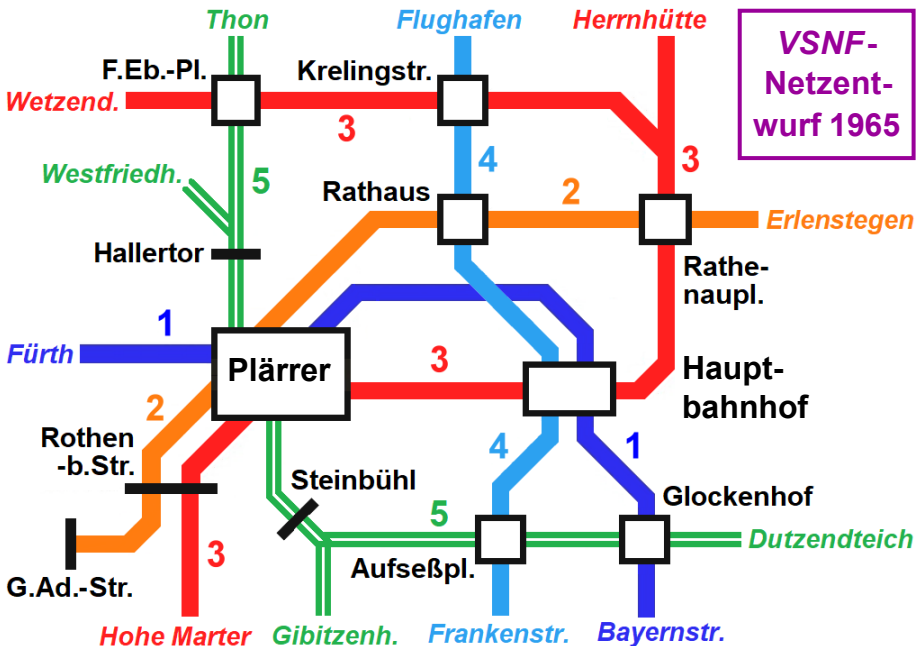 Thon
Flughafen
Herrnhütte
VSNF-
Netzent-
wurf 1965
F.Eb.-Pl.
Krelingstr.
Wetzend.
3
4
3
Westfriedh.
5
Rathaus
2
Erlenstegen
Hallertor
Rathe-
naupl.
1
Fürth
Plärrer
3
Haupt-
bahnhof
2
Rothen
-b.Str.
4
1
Steinbühl
Glockenhof
5
Dutzendteich
3
Aufseßpl.
G.Ad.-Str.
Hohe Marter
Gibitzenh.
Frankenstr.
Bayernstr.